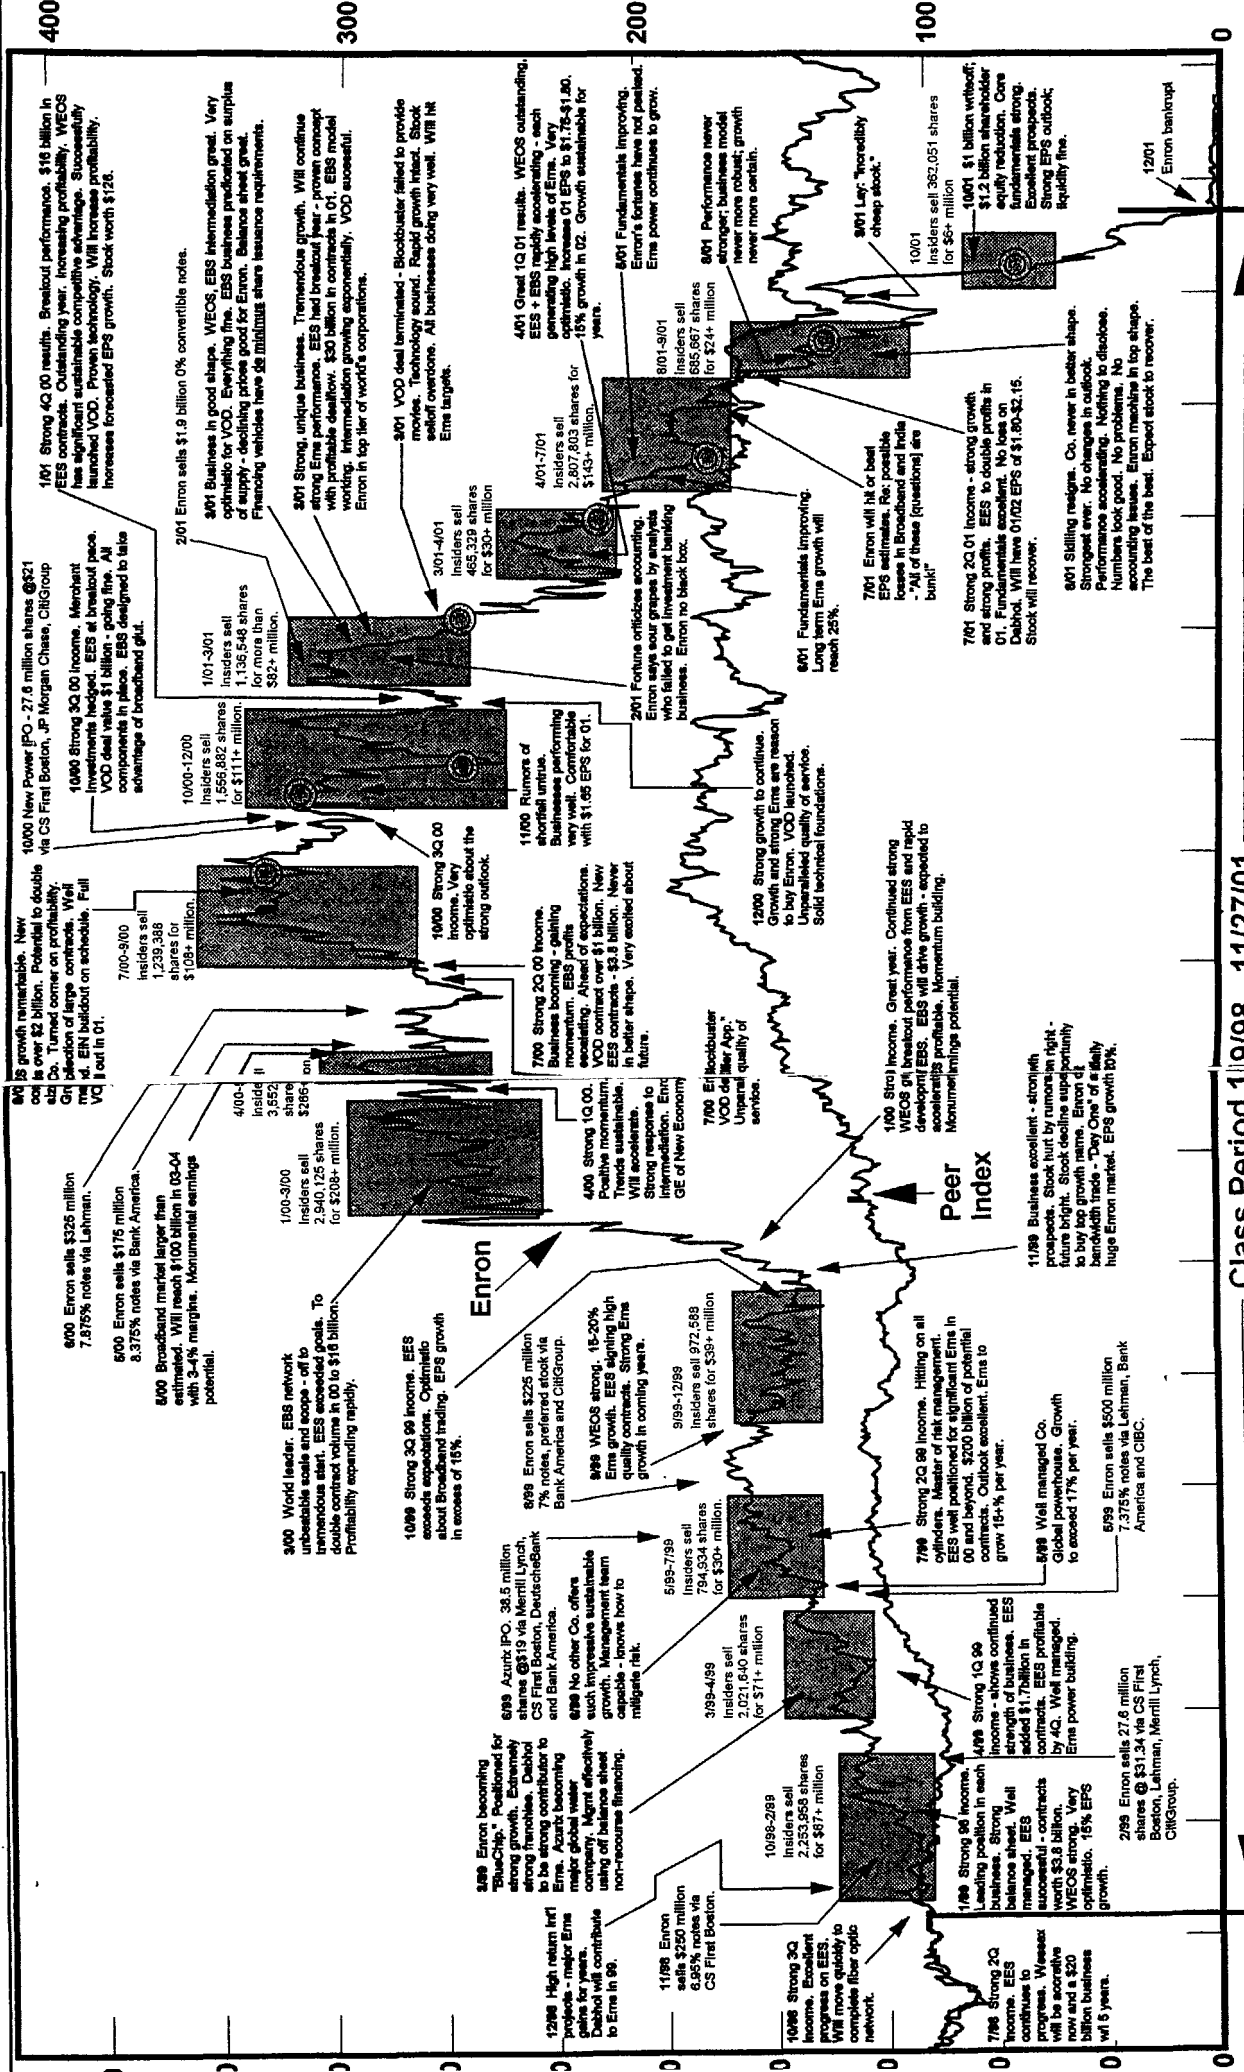 400
300
200
100
0
0
1/01 Strong 4Q 00 results. Breakout performance. $16 billion in
EES contracts. Outstanding year. Increasing profitability. WEOS
has significant sustainable competitive advantage. Successfully
launched VOD. Proven technology. Will increase profitability.
Increases forecasted EPS growth. Stock worth $126.
2/01 Enron sells $1.9 billion 0% convertible notes.
3/01 Business in good shape. WEOS, EBS Intermediation great. Very
optimistic for VOD. Everything fine. EBS business predicated on surplus
of supply - declining prices good for Enron. Balance sheet great.
Financing vehicles have de minimus share issuance requirements.
3/01 Strong, unique business. Tremendous growth. Will continue
strong Erns performance. EES had breakout year - proven concept
with profitable dealflow. $30 billion in contracts in 01. EBS model
working. Intermediation growing exponentially. VOD successful.
Enron in top tier of world's corporations.
3/01 VOD deal terminated - Blockbuster failed to provide
movies. Technology sound. Rapid growth intact. Stock
selloff overdone. All businesses doing very well. Will hit
Erns targets.
4/01 Great 1Q 01 results. WEOS outstanding,
EES + EBS rapidly accelerating - each
generating high levels of Erns. Very
optimistic. Increases 01 EPS to $1.75-$1.80.
15% growth in 02. Growth sustainable for
years.
5/01 Fundamentals improving.
Enron's fortunes have not peaked.
Erns power continues to grow.
8/01 Performance never
stronger; business model
never more robust; growth
never more certain.
9/01 Lay: "Incredibly
cheap stock."
10/01
Insiders sell 362,051 shares
for $6+ million
10/01 $1 billion writeoff;
$1.2 billion shareholder
equity reduction. Core
fundamentals strong.
Excellent prospects.
Strong EPS outlook;
liquidity fine.
12/01
Enron bankrupt
10/00 New Power IPO - 27.6 million shares @$21
via CS First Boston, JP Morgan Chase, CitiGroup
10/00 Strong 3Q 00 income. Merchant
investments hedged. EES at breakout pace.
VOD deal value $1 billion - going fine. All
components in place. EBS designed to take
advantage of broadband glut.
10/00-12/00
Insiders sell
1,556,882 shares
for $111+ million.
1/01-3/01
Insiders sell
1,136,548 shares
for more than
$82+ million.
3/01-4/01
Insiders sell
465,329 shares
for $30+ million
4/01-7/01
Insiders sell
2,807,803 shares for
$143+ million.
8/01-9/01
Insiders sell
685,667 shares
for $24+ million
growth remarkable. New
is over $2 billion. Potential to double
Co. Turned corner on profitability.
collection of large contracts. Well
EIN buildout on schedule. Full
out in 01.
7/00-9/00
Insiders sell
1,239,388
shares for
$108+ million.
10/00 Strong 3Q 00
income. Very
optimistic about the
strong outlook.
11/00 Rumors of
shortfall untrue.
Businesses performing
very well. Comfortable
with $1.65 EPS for 01.
2/01 Fortune criticizes accounting.
Enron says sour grapes by analysts
who failed to get investment banking
business. Enron no black box.
6/01 Fundamentals improving.
Long term Erns growth will
reach 25%.
7/01 Enron will hit or beat
EPS estimates. Re: possible
losses in Broadband and India
- "All of these [questions] are
bunk!"
7/01 Strong 2Q 01 income - strong growth
and strong profits. EES to double profits in
01. Fundamentals excellent. No loss on
Dabhol. Will have 01/02 EPS of $1.80-$2.15.
Stock will recover.
8/01 Skilling resigns. Co. never in better shape.
Strongest ever. No changes in outlook.
Performance accelerating. Nothing to disclose.
Numbers look good. No problems. No
accounting issues. Enron machine in top shape.
The best of the best. Expect stock to recover.
12/00 Strong growth to continue.
Growth and strong Erns are reason
to buy Enron. VOD launched.
Unparalleled quality of service.
Solid technical foundations.
7/00 Strong 2Q 00 income.
Business booming - gaining
momentum. EBS profits
escalating. Ahead of expectations.
VOD contract over $1 billion. New
EES contracts - $3.8 billion. Never
in better shape. Very excited about
future.
7/00 Blockbuster
VOD App."
quality of
service.
6/00 Enron sells $325 million
7.875% notes via Lehman.
5/00 Enron sells $175 million
8.375% notes via Bank America.
5/00 Broadband market larger than
estimated. Will reach $100 billion in 03-04
with 3-4% margins. Monumental earnings
potential.
1/00-3/00
Insiders sell
2,940,125 shares
for $208+ million.
4/00 Strong 1Q 00.
Positive momentum.
Trends sustainable.
Will accelerate.
Strong response to
Intermediation.
GE of New Economy
1/00 income. Great year. Continued strong
WEOS breakout performance from EES and rapid
EBS. EBS will drive growth - expected to
profitable. Momentum building.
earnings potential.
3/00 World leader. EBS network
unbeatable scale and scope - off to
tremendous start. EES exceeded goals. To
double contract volume in 00 to $16 billion.
Profitability expanding rapidly.
Enron
Peer
Index
10/99 Strong 3Q 99 income. EES
exceeds expectations. Optimistic
about Broadband trading. EPS growth
in excess of 15%.
11/99 Business excellent - strong with
prospects. Stock hurt by rumors - right -
future bright. Stock decline opportunity
to buy top growth name. Enron
bandwidth trade - "Day One" of a
huge Enron market. EPS growth
8/99 Enron sells $225 million
7% notes, preferred stock via
Bank America and CitiGroup.
9/99 WEOS strong. 15-20%
Erns growth. EES signing high
quality contracts. Strong Erns
growth in coming years.
9/99-12/99
Insiders sell 972,589
shares for $39+ million
6/99 Azurix IPO. 38.5 million
shares @$19 via Merrill Lynch,
CS First Boston, DeutscheBank
and Bank America.
6/99 No other Co. offers
such impressive sustainable
growth. Management team
capable - knows how to
mitigate risk.
5/99-7/99
Insiders sell
794,934 shares
for $30+ million.
7/99 Strong 2Q 99 income. Hitting on all
cylinders. Master of risk management.
EES well positioned for significant Erns in
00 and beyond. $200 billion of potential
contracts. Outlook excellent. Erns to
grow 15+% per year.
5/99 Well managed Co.
Global powerhouse. Growth
to exceed 17% per year.
5/99 Enron sells $500 million
7.375% notes via Lehman, Bank
America and CIBC.
3/99 Enron becoming
"BlueChip." Positioned for
strong growth. Extremely
strong franchise. Dabhol
to be strong contributor to
Erns. Azurix becoming
major global water
company. Mgmt effectively
using off balance sheet
non-recourse financing.
3/99-4/99
Insiders sell
2,021,640 shares
for $71+ million
4/99 Strong 1Q 99
income - shows continued
strength of business. EES
added $1.7billion in
contracts. EES profitable
by 4Q. Well managed.
Erns power building.
12/98 High return Int'l
projects - major Erns
gains for years.
Dabhol will contribute
to Erns in 99.
11/98 Enron
sells $250 million
6.95% notes via
CS First Boston.
10/98-2/99
Insiders sell
2,253,958 shares
for $87+ million
1/99 Strong 98 income.
Leading position in each
business. Strong
balance sheet. Well
managed. EES
successful - contracts
worth $3.8 billion.
WEOS strong. Very
optimistic. 15% EPS
growth.
2/99 Enron sells 27.6 million
shares @ $31.34 via CS First
Boston, Lehman, Merrill Lynch,
CitiGroup.
10/98 Strong 3Q
income. Excellent
progress on EES.
Will move quickly to
complete fiber optic
network.
7/98 Strong 2Q
income. EES
continues to
progress. Wessex
will be accretive
now and a $20
billion business
w/i 5 years.